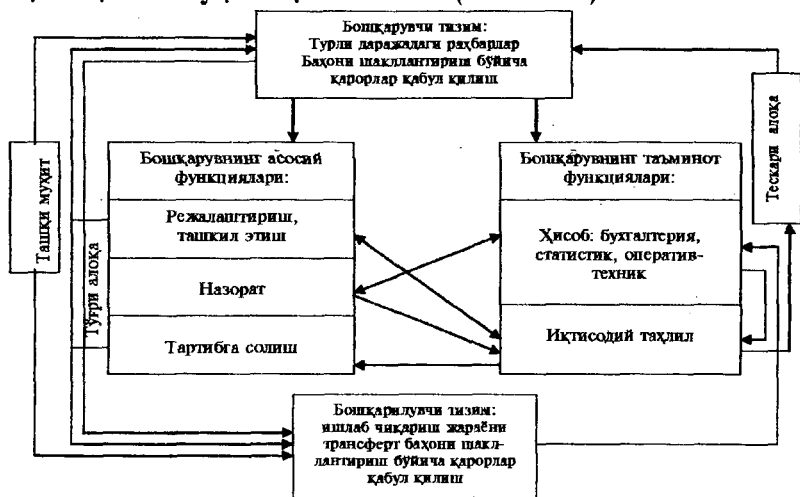 Бошқарувчи тизим:
Турли даражалаги раҳбарлар
Баҳони шакллантириш бўйича
қарорлар қабул қилиш
Ташқи муҳит
Тўғри алоқа
Тескари алоқа
Бошқарувнинг асосий
функциялари:
Режалаштириш,
ташкил этиш
Назорат
Тартибга солиш
Бошқарувнинг таъминот
функциялари:
Ҳисоб: бухгалтерия,
статистик, оператив-
техник
Иқтисодий таҳлил
Бошқарилувчи тизим:
ишлаб чиқариш жараёни
трансферт баҳони шакл-
лантириш бўйича қарорлар
қабул қилиш